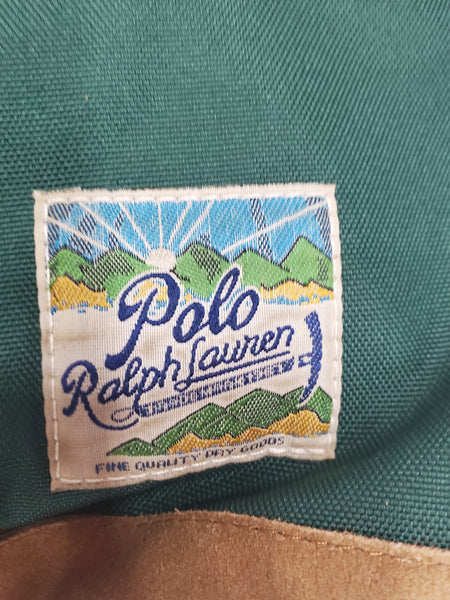 Polo
Ralph Lauren
FINE QUALITY DRY GOODS